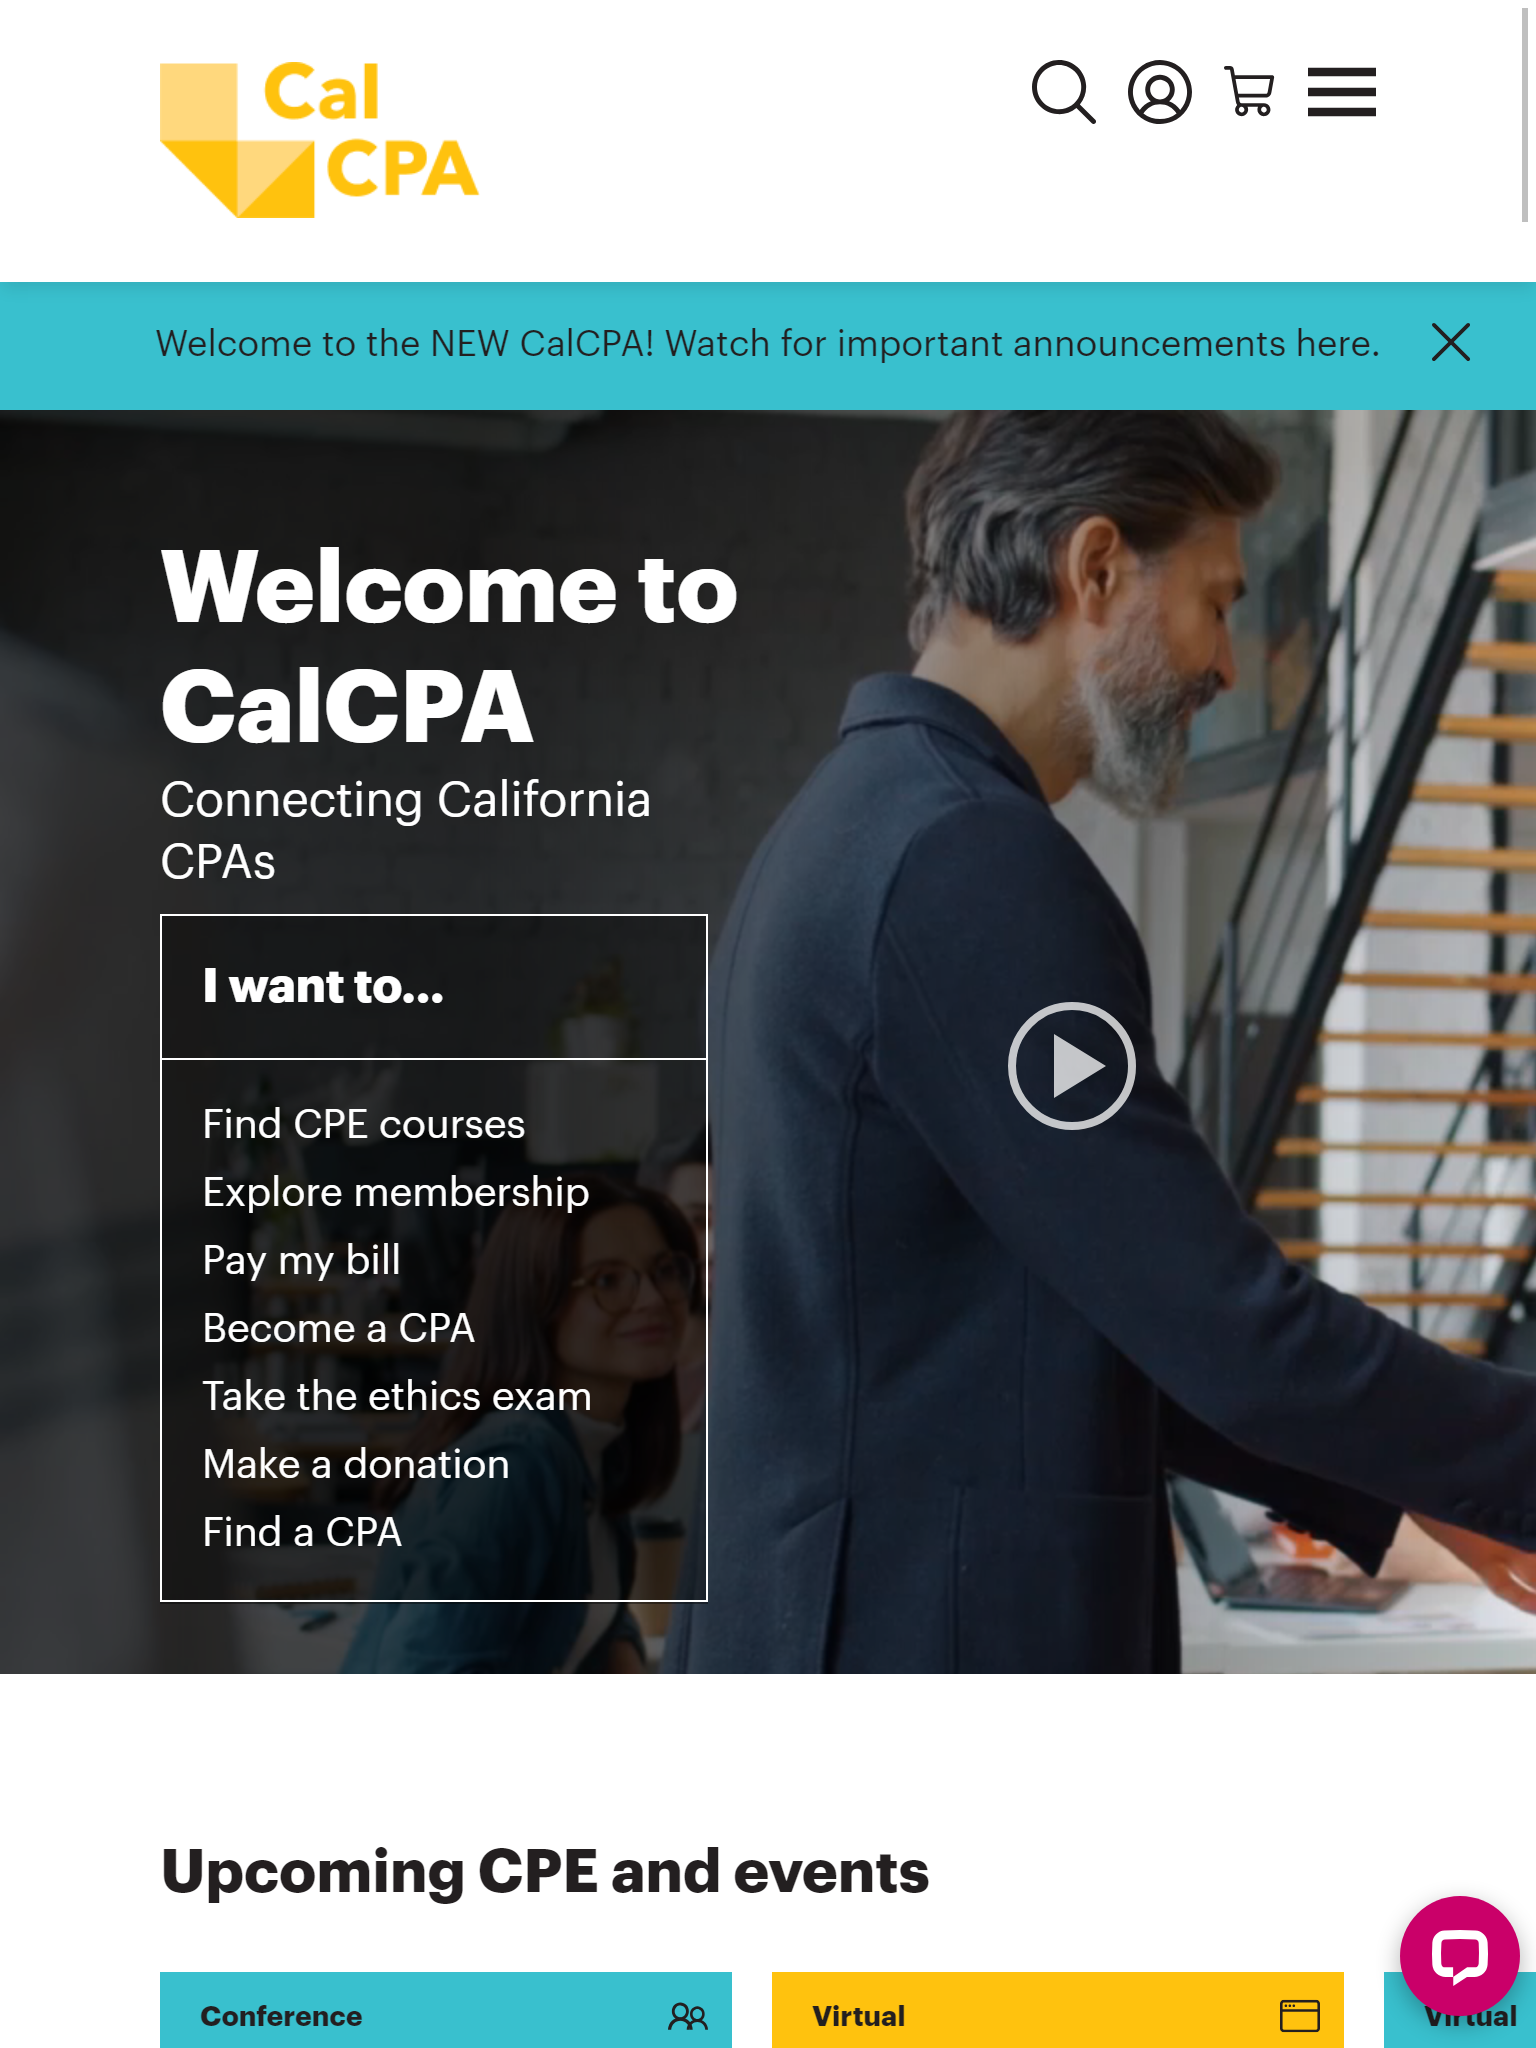 Cal
CPA
Welcome to the NEW CalCPA! Watch for important announcements here.
Welcome to
CalCPA
Connecting California
CPAs
I want to...
Find CPE courses
Explore membership
Pay my bill
Become a CPA
Take the ethics exam
Make a donation
Find a CPA
Upcoming CPE and events
Conference
Virtual
Virtual